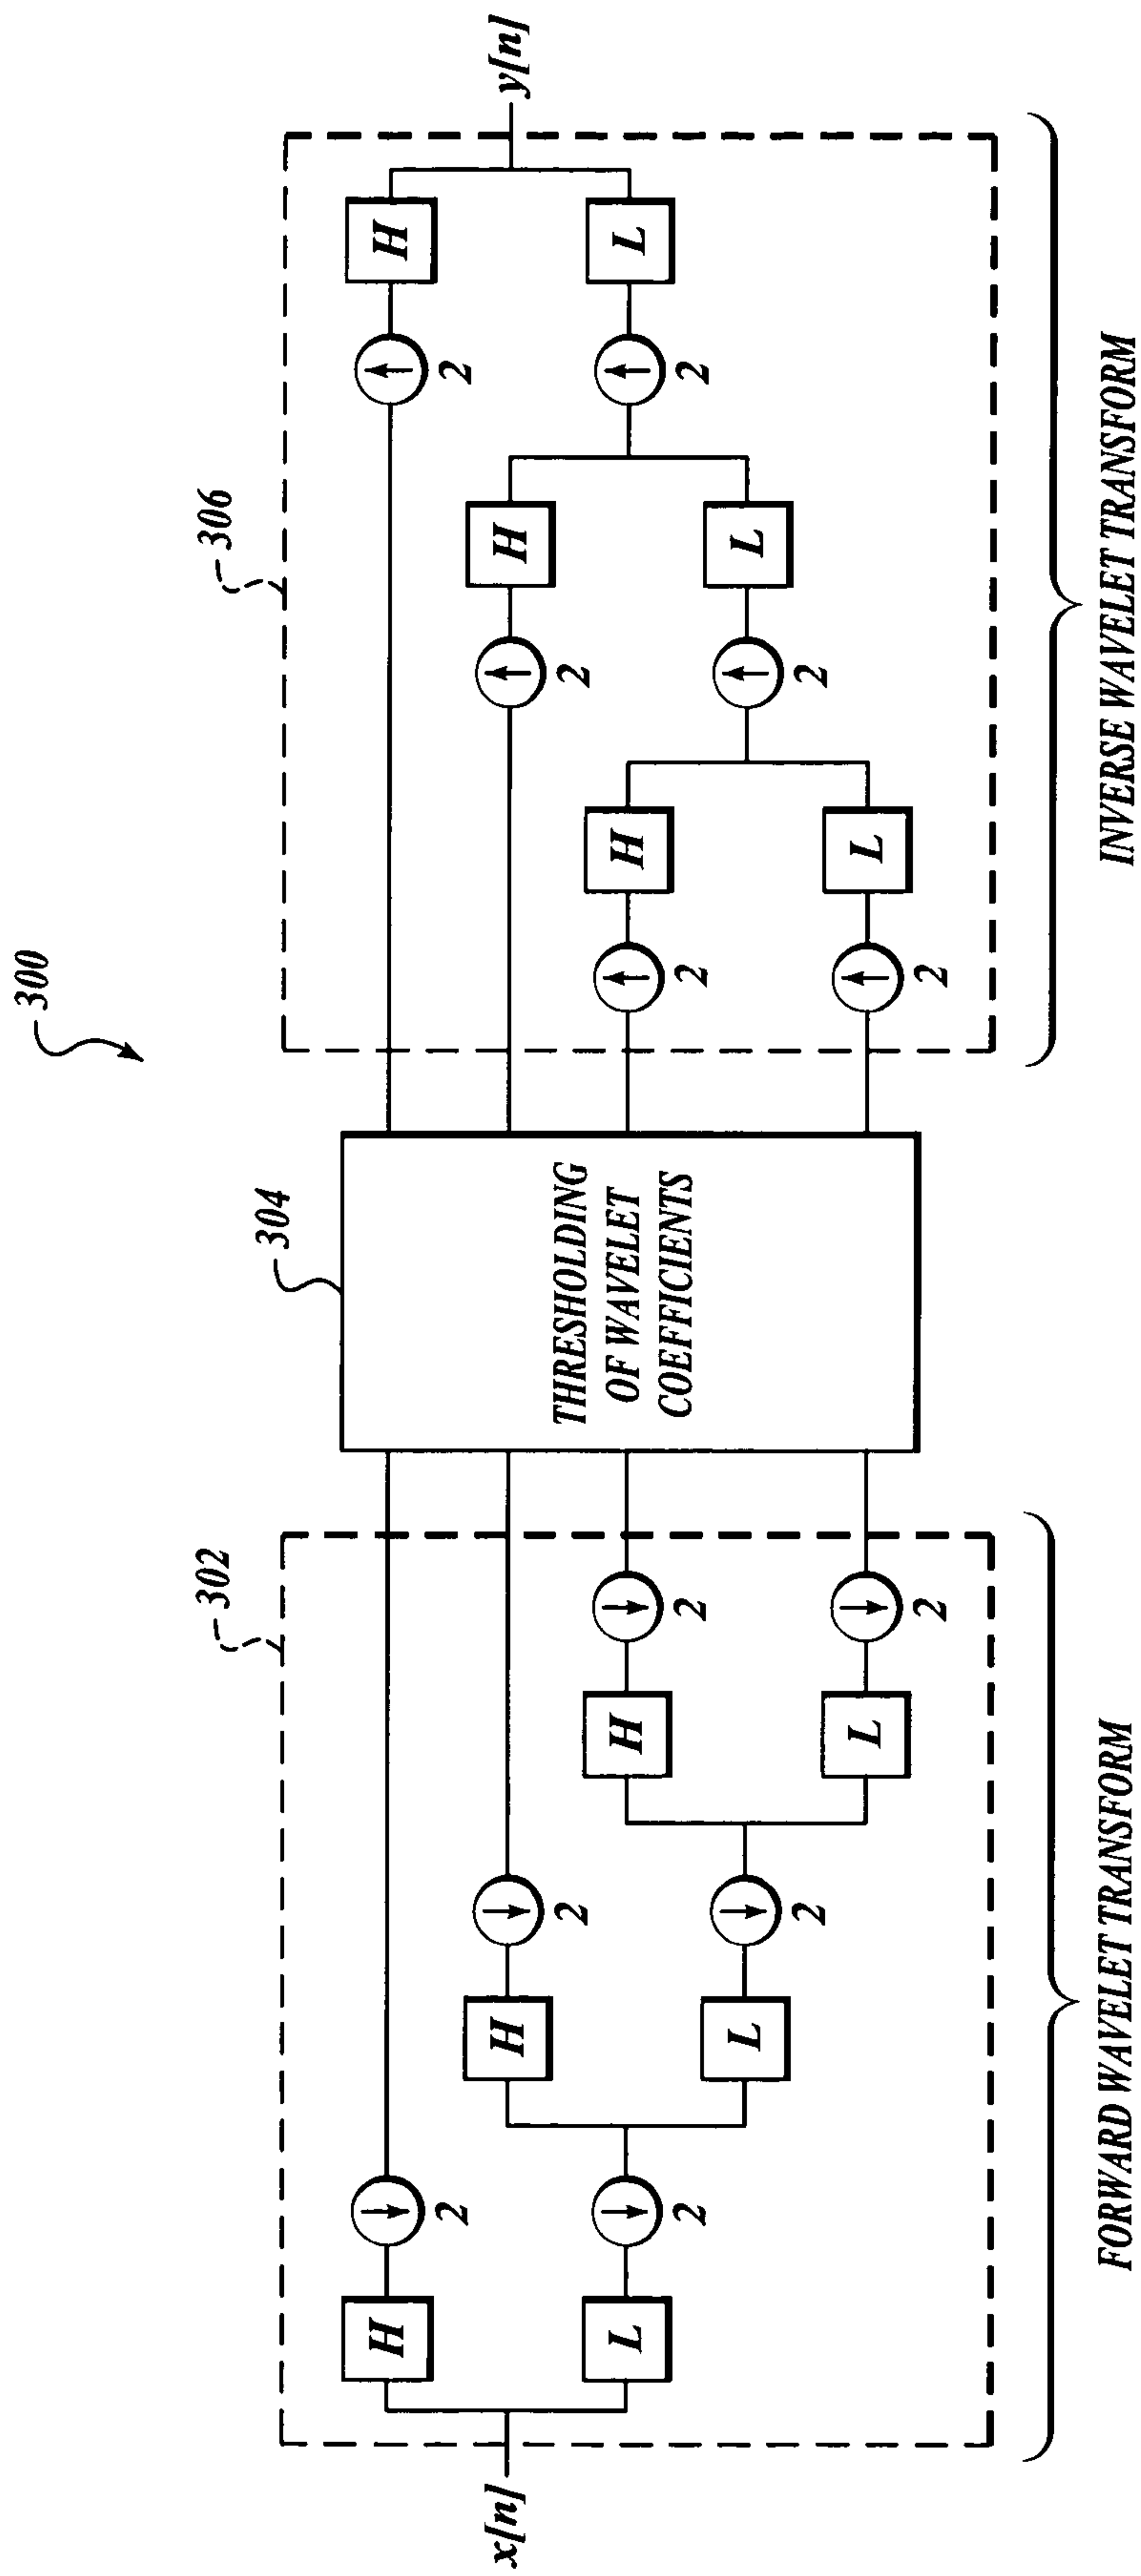 300
302
304
306
x[n]
H
2
L
2
H
2
L
2
H
2
L
2
THRESHOLDING
OF WAVELET
COEFFICIENTS
H
2
L
2
H
2
L
2
H
2
L
2
y[n]
FORWARD WAVELET TRANSFORM
INVERSE WAVELET TRANSFORM